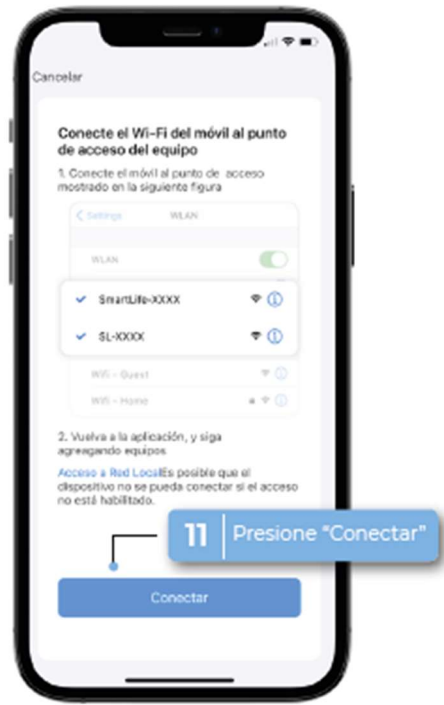 Cancelar
Conecte el Wi-Fi del móvil al punto
de acceso del equipo
1. Conecte el móvil al punto de acceso
mostrado en la siguiente figura
Settings WLAN
WLAN
SmartLife-XXXX
SL-XXXX
Wifi - Guest
Wifi - Home
2. Vuelva a la aplicación, y siga
agreagando equipos
Acceso a Red LocalEs posible que el
dispositivo no se pueda conectar si el acceso
no está habilitado.
11 Presione “Conectar”
Conectar